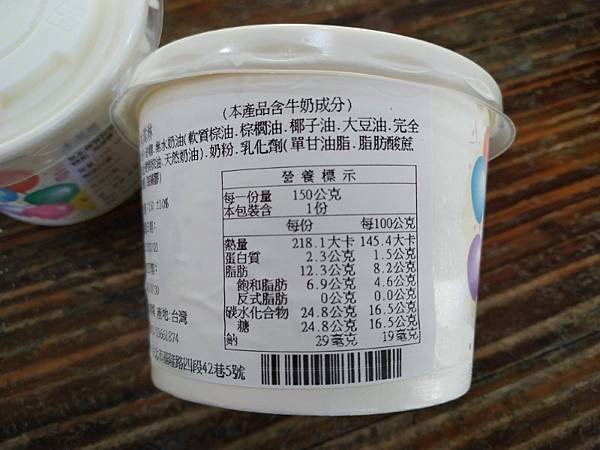 (本產品含牛奶成分)
無水奶油(軟質棕油.棕櫚油.椰子油.大豆油.完全
天然奶油).奶粉.乳化劑(單甘油脂.脂肪酸蔗
營養標示
每一份量 150公克
本包裝含 1份
每份 每100公克
熱量 218.1大卡 145.4大卡
蛋白質 2.3公克 1.5公克
脂肪 12.3公克 8.2公克
飽和脂肪 6.9公克 4.6公克
反式脂肪 0公克 0.0公克
碳水化合物 24.8公克 16.5公克
糖 24.8公克 16.5公克
鈉 29毫克 19毫克
±10%
產地:台灣
段42巷5號